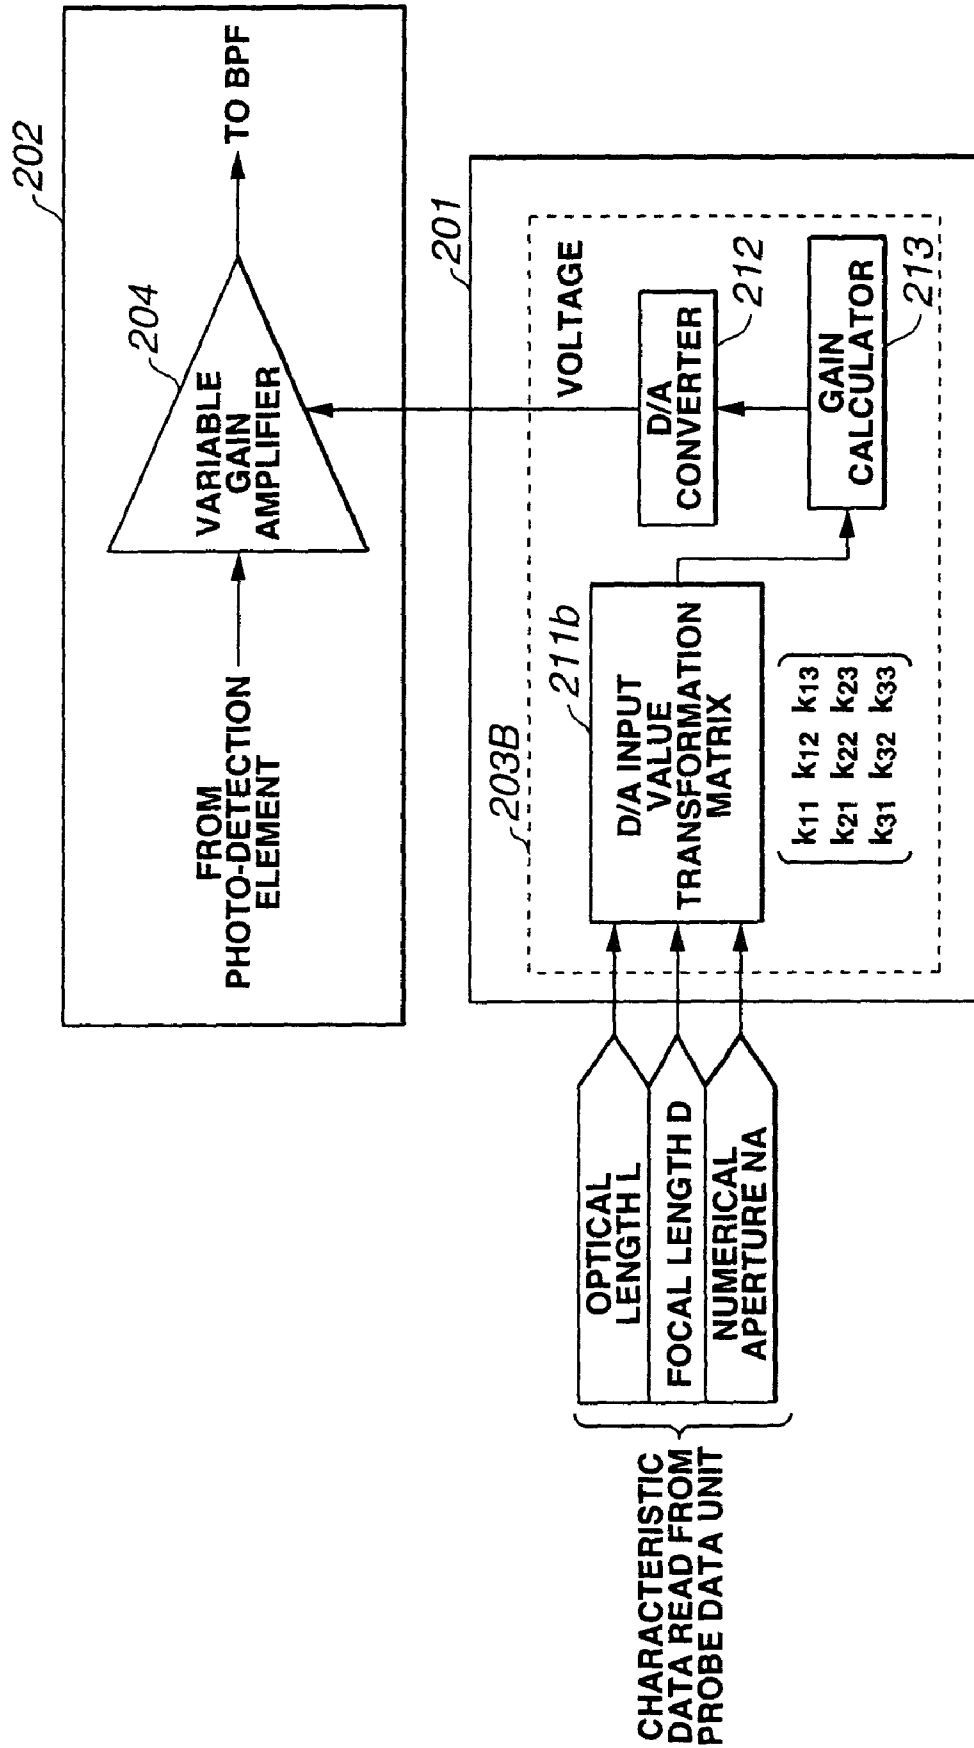 202
204
FROM
PHOTO-DETECTION
ELEMENT
VARIABLE
GAIN
AMPLIFIER
TO BPF
201
203B
VOLTAGE
211b
D/A INPUT
VALUE
TRANSFORMATION
MATRIX
k11 k12 k13
k21 k22 k23
k31 k32 k33
D/A
CONVERTER
212
GAIN
CALCULATOR
213
OPTICAL
LENGTH L
FOCAL LENGTH D
NUMERICAL
APERTURE NA
CHARACTERISTIC
DATA READ FROM
PROBE DATA UNIT